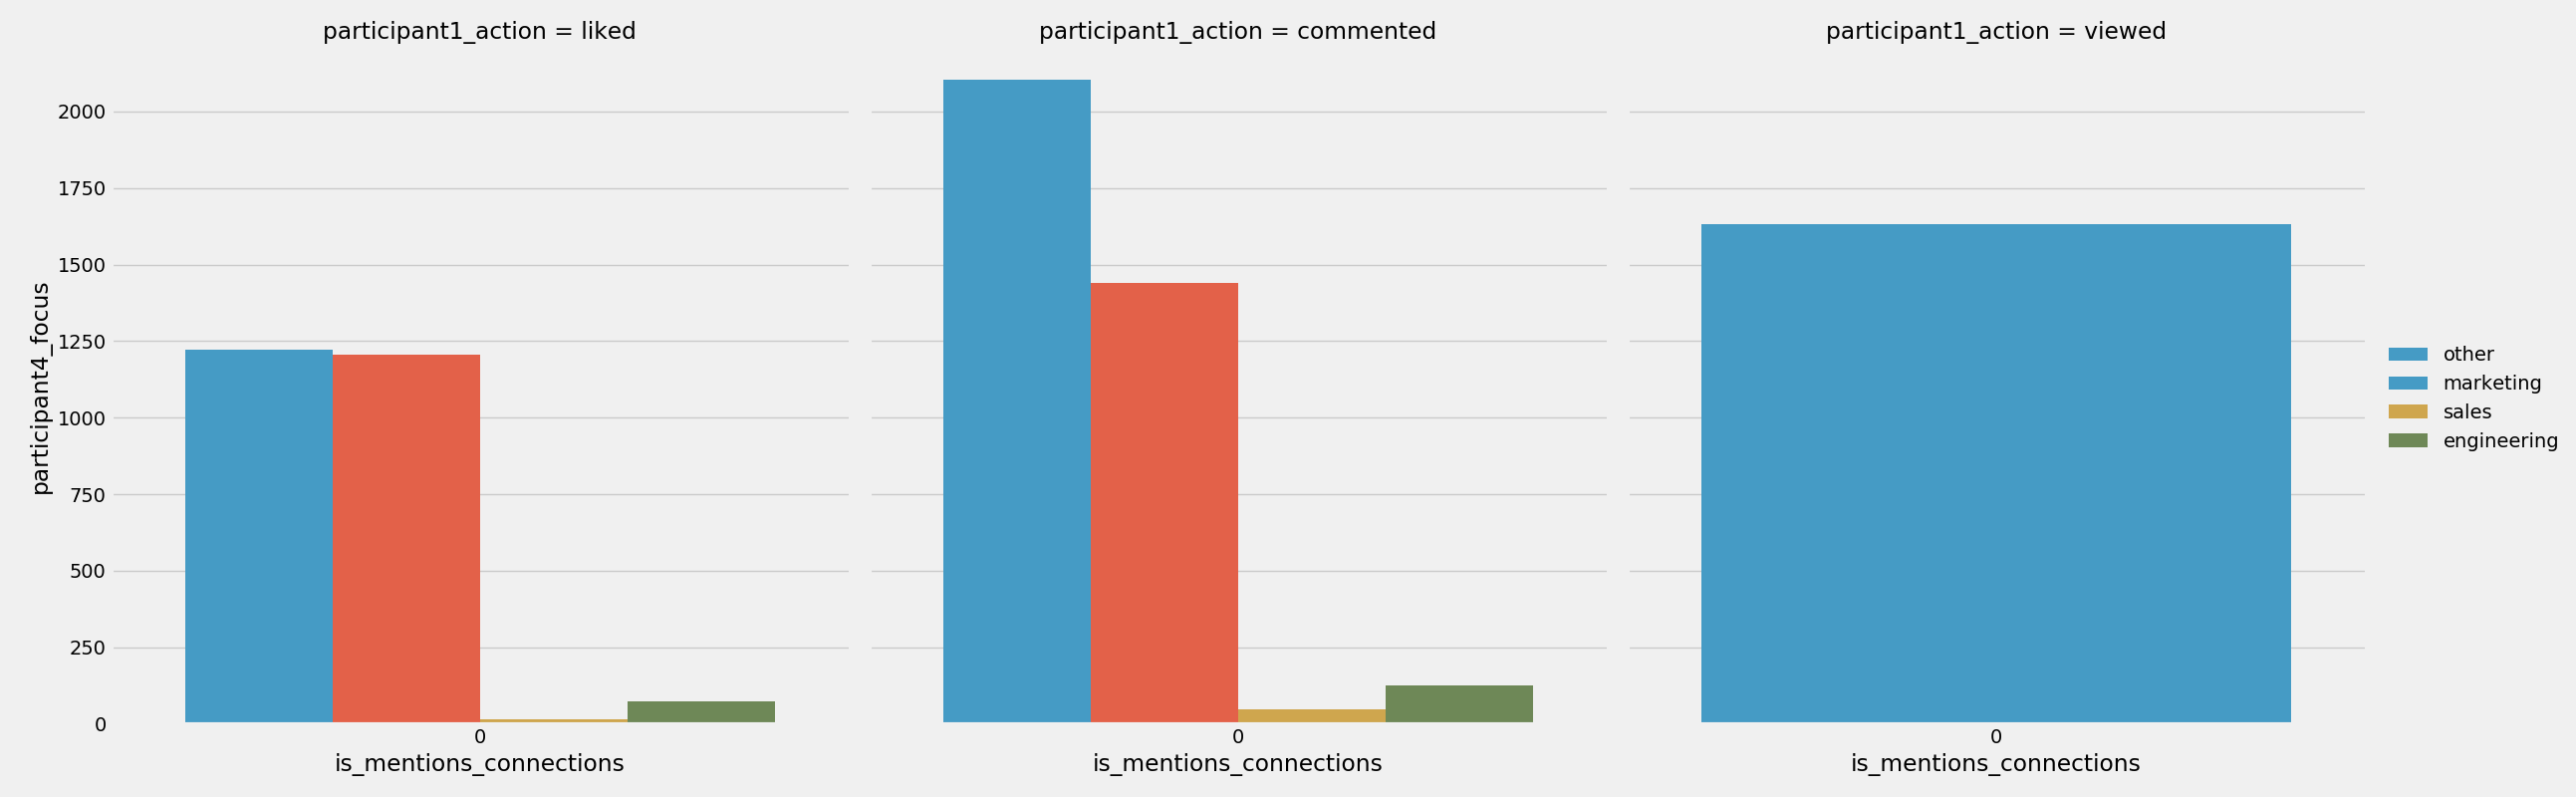 participant1_action = liked
participant1_action = commented
participant1_action = viewed
participant4_focus
2000
1750
1500
1250
1000
750
500
250
0
0
0
0
is_mentions_connections
is_mentions_connections
is_mentions_connections
other
marketing
sales
engineering